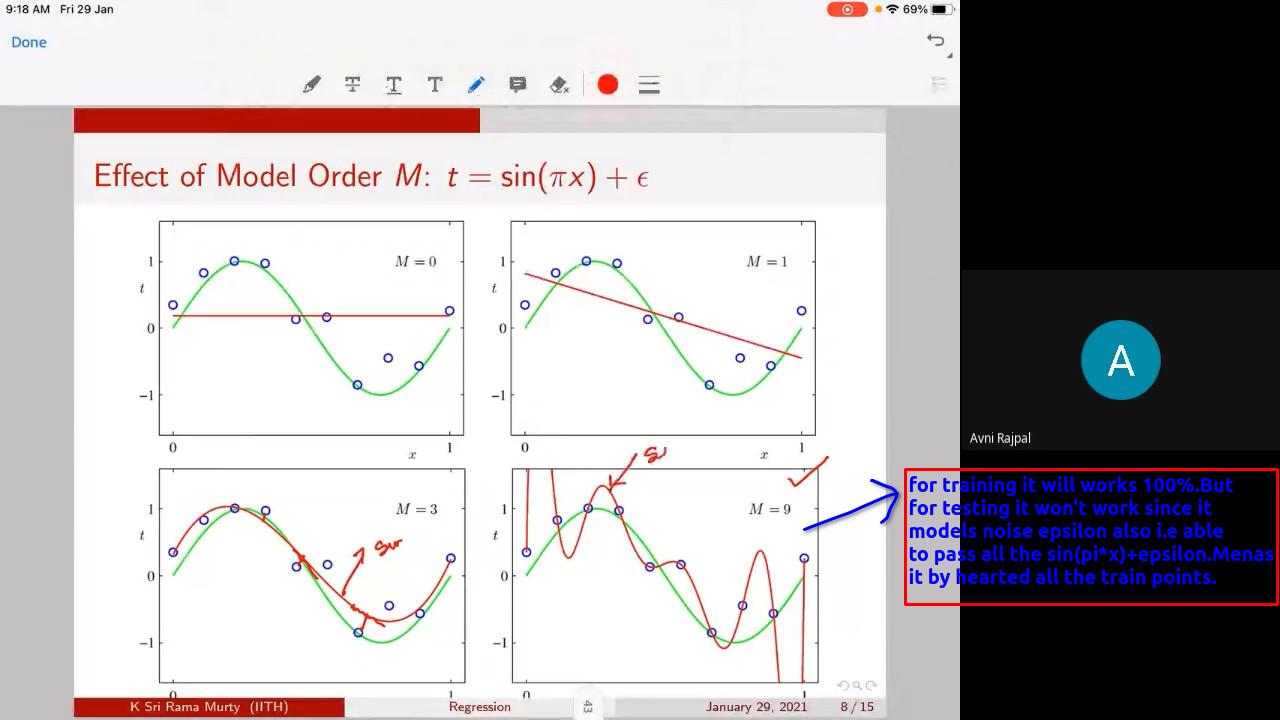 9:18 AM Fri 29 Jan
69%
Done
T T T
Effect of Model Order M: t = sin(πx) + ϵ
M = 0
1
t
0
−1
0
1
x
M = 1
1
t
0
−1
0
1
x
M = 3
1
t
0
−1
0
1
M = 9
1
t
0
−1
0
1
for training it will works 100%.But
for testing it won't work since it
models noise epsilon also i.e able
to pass all the sin(pi*x)+epsilon.Menas
it by hearted all the train points.
A
Avni Rajpal
K Sri Rama Murty (IITH)
Regression
43
January 29, 2021
8 / 15